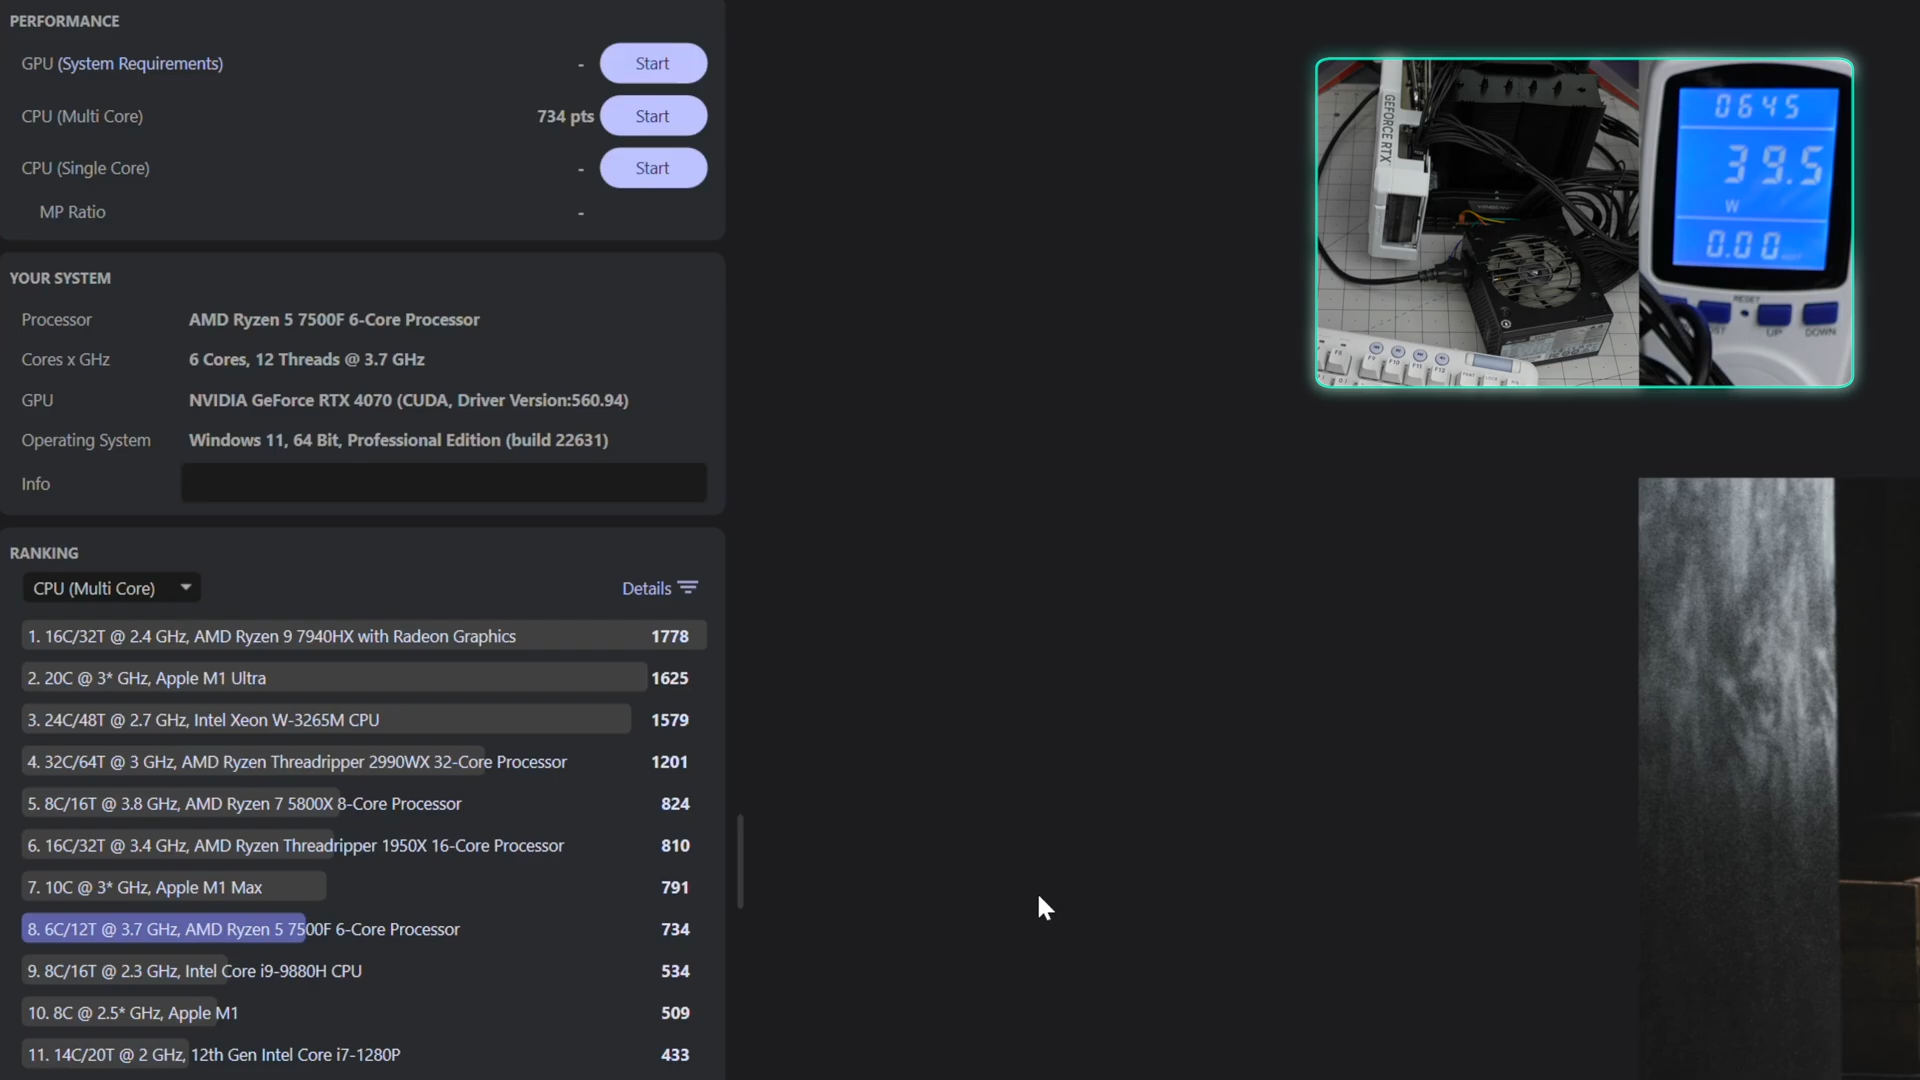 PERFORMANCE
GPU (System Requirements) - Start
CPU (Multi Core) 734 pts Start
CPU (Single Core) - Start
MP Ratio -
YOUR SYSTEM
Processor AMD Ryzen 5 7500F 6-Core Processor
Cores x GHz 6 Cores, 12 Threads @ 3.7 GHz
GPU NVIDIA GeForce RTX 4070 (CUDA, Driver Version:560.94)
Operating System Windows 11, 64 Bit, Professional Edition (build 22631)
Info
RANKING
CPU (Multi Core) Details
1. 16C/32T @ 2.4 GHz, AMD Ryzen 9 7940HX with Radeon Graphics 1778
2. 20C @ 3* GHz, Apple M1 Ultra 1625
3. 24C/48T @ 2.7 GHz, Intel Xeon W-3265M CPU 1579
4. 32C/64T @ 3 GHz, AMD Ryzen Threadripper 2990WX 32-Core Processor 1201
5. 8C/16T @ 3.8 GHz, AMD Ryzen 7 5800X 8-Core Processor 824
6. 16C/32T @ 3.4 GHz, AMD Ryzen Threadripper 1950X 16-Core Processor 810
7. 10C @ 3* GHz, Apple M1 Max 791
8. 6C/12T @ 3.7 GHz, AMD Ryzen 5 7500F 6-Core Processor 734
9. 8C/16T @ 2.3 GHz, Intel Core i9-9880H CPU 534
10. 8C @ 2.5* GHz, Apple M1 509
11. 14C/20T @ 2 GHz, 12th Gen Intel Core i7-1280P 433
GEFORCE RTX
F9 F10 F11 F12
0645
39.5
W
0.00
RESET
UP DOWN